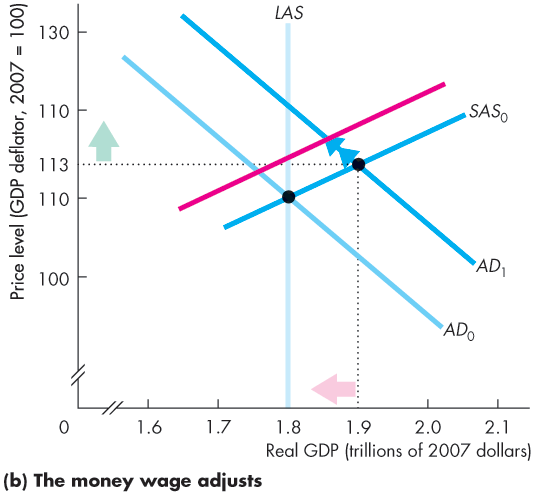 LAS
130
110
SAS0
113
110
100
AD1
AD0
0
1.6
1.7
1.8
1.9
2.0
2.1
Real GDP (trillions of 2007 dollars)
Price level (GDP deflator, 2007 = 100)
(b) The money wage adjusts